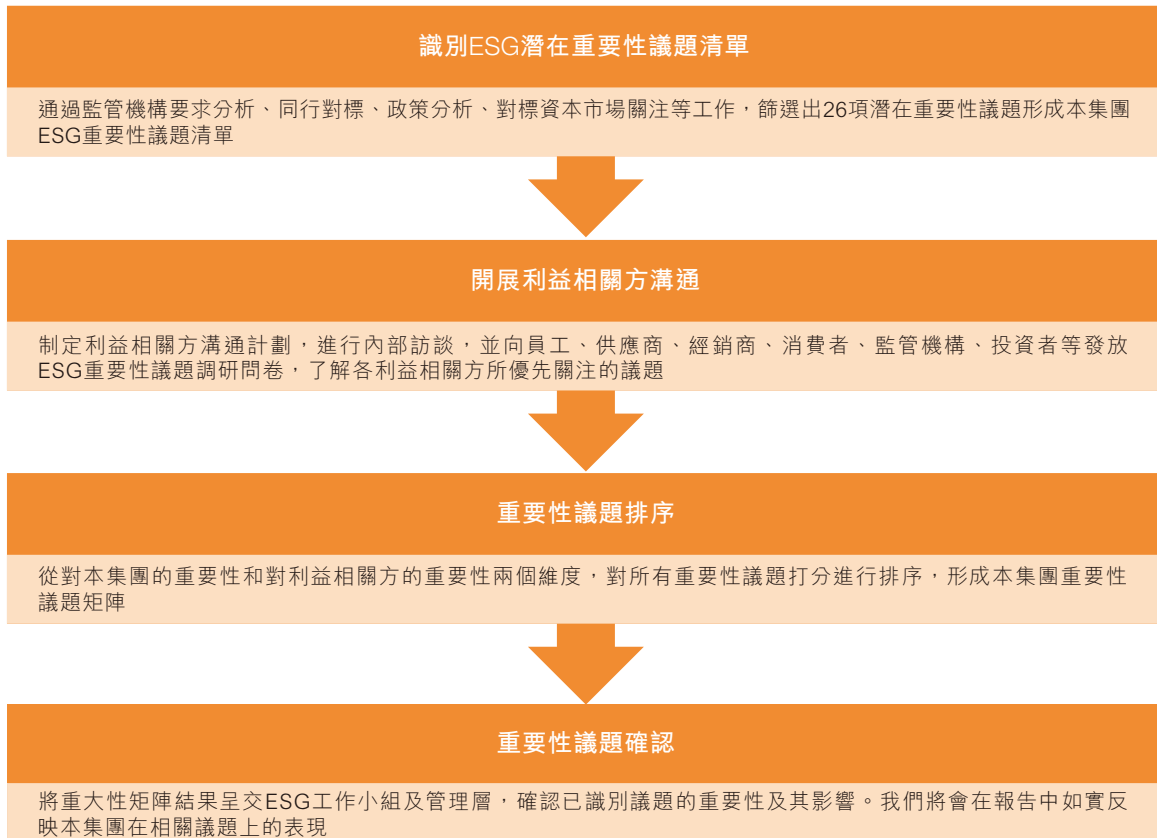 識別ESG潛在重要性議題清單
通過監管機構要求分析、同行對標、政策分析、對標資本市場關注等工作，篩選出26項潛在重要性議題形成本集團
ESG重要性議題清單
開展利益相關方溝通
制定利益相關方溝通計劃，進行內部訪談，並向員工、供應商、經銷商、消費者、監管機構、投資者等發放
ESG重要性議題調研問卷，了解各利益相關方所優先關注的議題
重要性議題排序
從對本集團的重要性和對利益相關方的重要性兩個維度，對所有重要性議題打分進行排序，形成本集團重要性
議題矩陣
重要性議題確認
將重大性矩陣結果呈交ESG工作小組及管理層，確認已識別議題的重要性及其影響。我們將會在報告中如實反
映本集團在相關議題上的表現